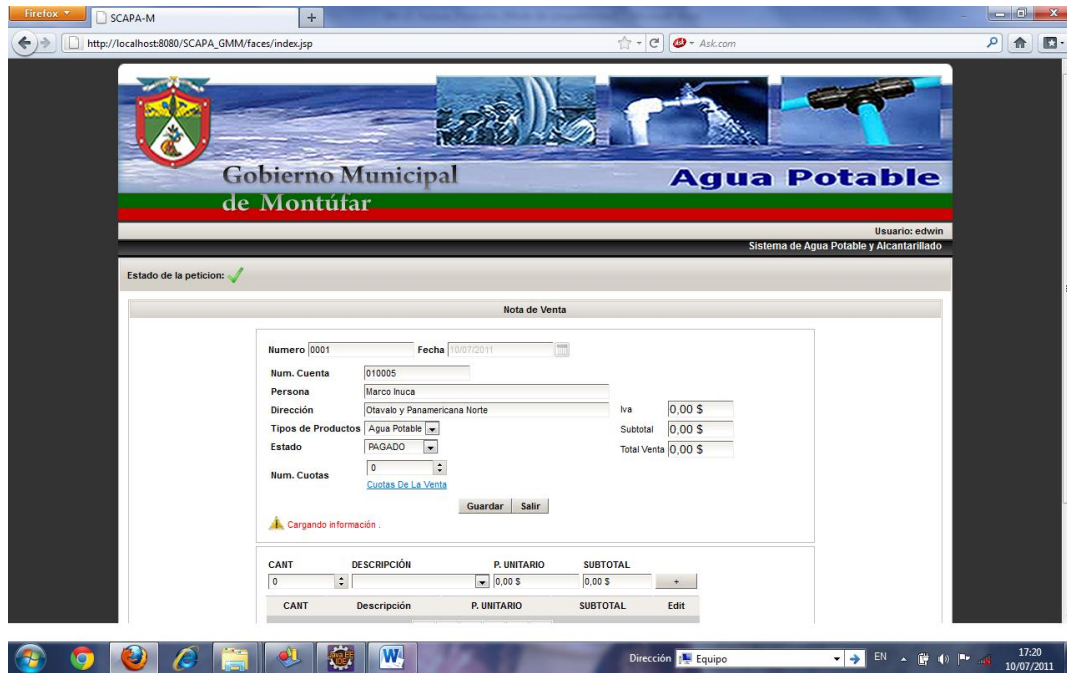 Firefox
SCAPA-M
+
http://localhost:8080/SCAPA_GMM/faces/index.jsp
Ask.com
Gobierno Municipal
de Montúfar
Agua Potable
Usuario: edwin
Sistema de Agua Potable y Alcantarillado
Estado de la peticion:
Nota de Venta
Numero 0001 Fecha 10/07/2011
Num. Cuenta 010005
Persona Marco Inuca
Dirección Otavalo y Panamericana Norte Iva 0,00 $
Tipos de Productos Agua Potable Subtotal 0,00 $
Estado PAGADO Total Venta 0,00 $
Num. Cuotas 0
Cuotas De La Venta
Guardar Salir
Cargando información .
CANT DESCRIPCIÓN P. UNITARIO SUBTOTAL
0 0,00 $ 0,00 $ +
CANT Descripción P. UNITARIO SUBTOTAL Edit
Dirección Equipo EN 17:20
10/07/2011